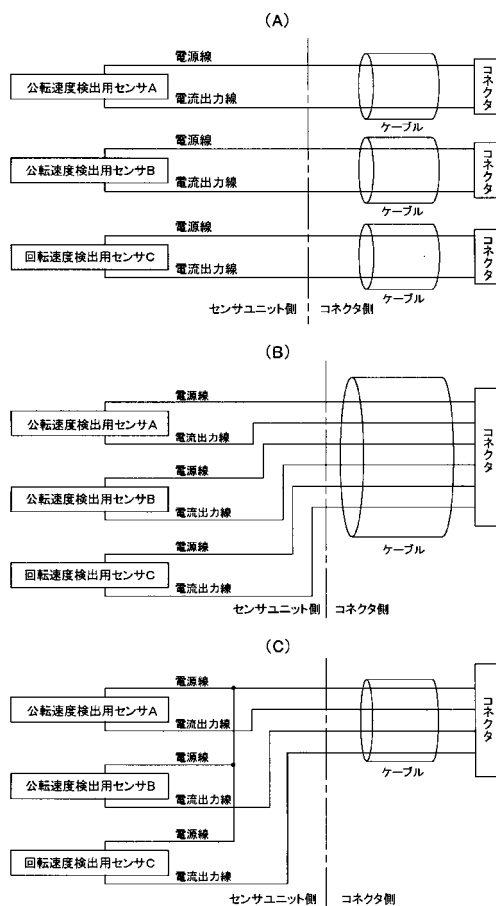 (A)
電源線
公転速度検出用センサA
電流出力線
ケーブル
コネクタ
電源線
公転速度検出用センサB
電流出力線
ケーブル
コネクタ
電源線
回転速度検出用センサC
電流出力線
ケーブル
コネクタ
センサユニット側
コネクタ側
(B)
電源線
公転速度検出用センサA
電流出力線
電源線
公転速度検出用センサB
電流出力線
電源線
回転速度検出用センサC
電流出力線
ケーブル
コネクタ
センサユニット側
コネクタ側
(C)
電源線
公転速度検出用センサA
電流出力線
電源線
公転速度検出用センサB
電流出力線
電源線
回転速度検出用センサC
電流出力線
ケーブル
コネクタ
センサユニット側
コネクタ側